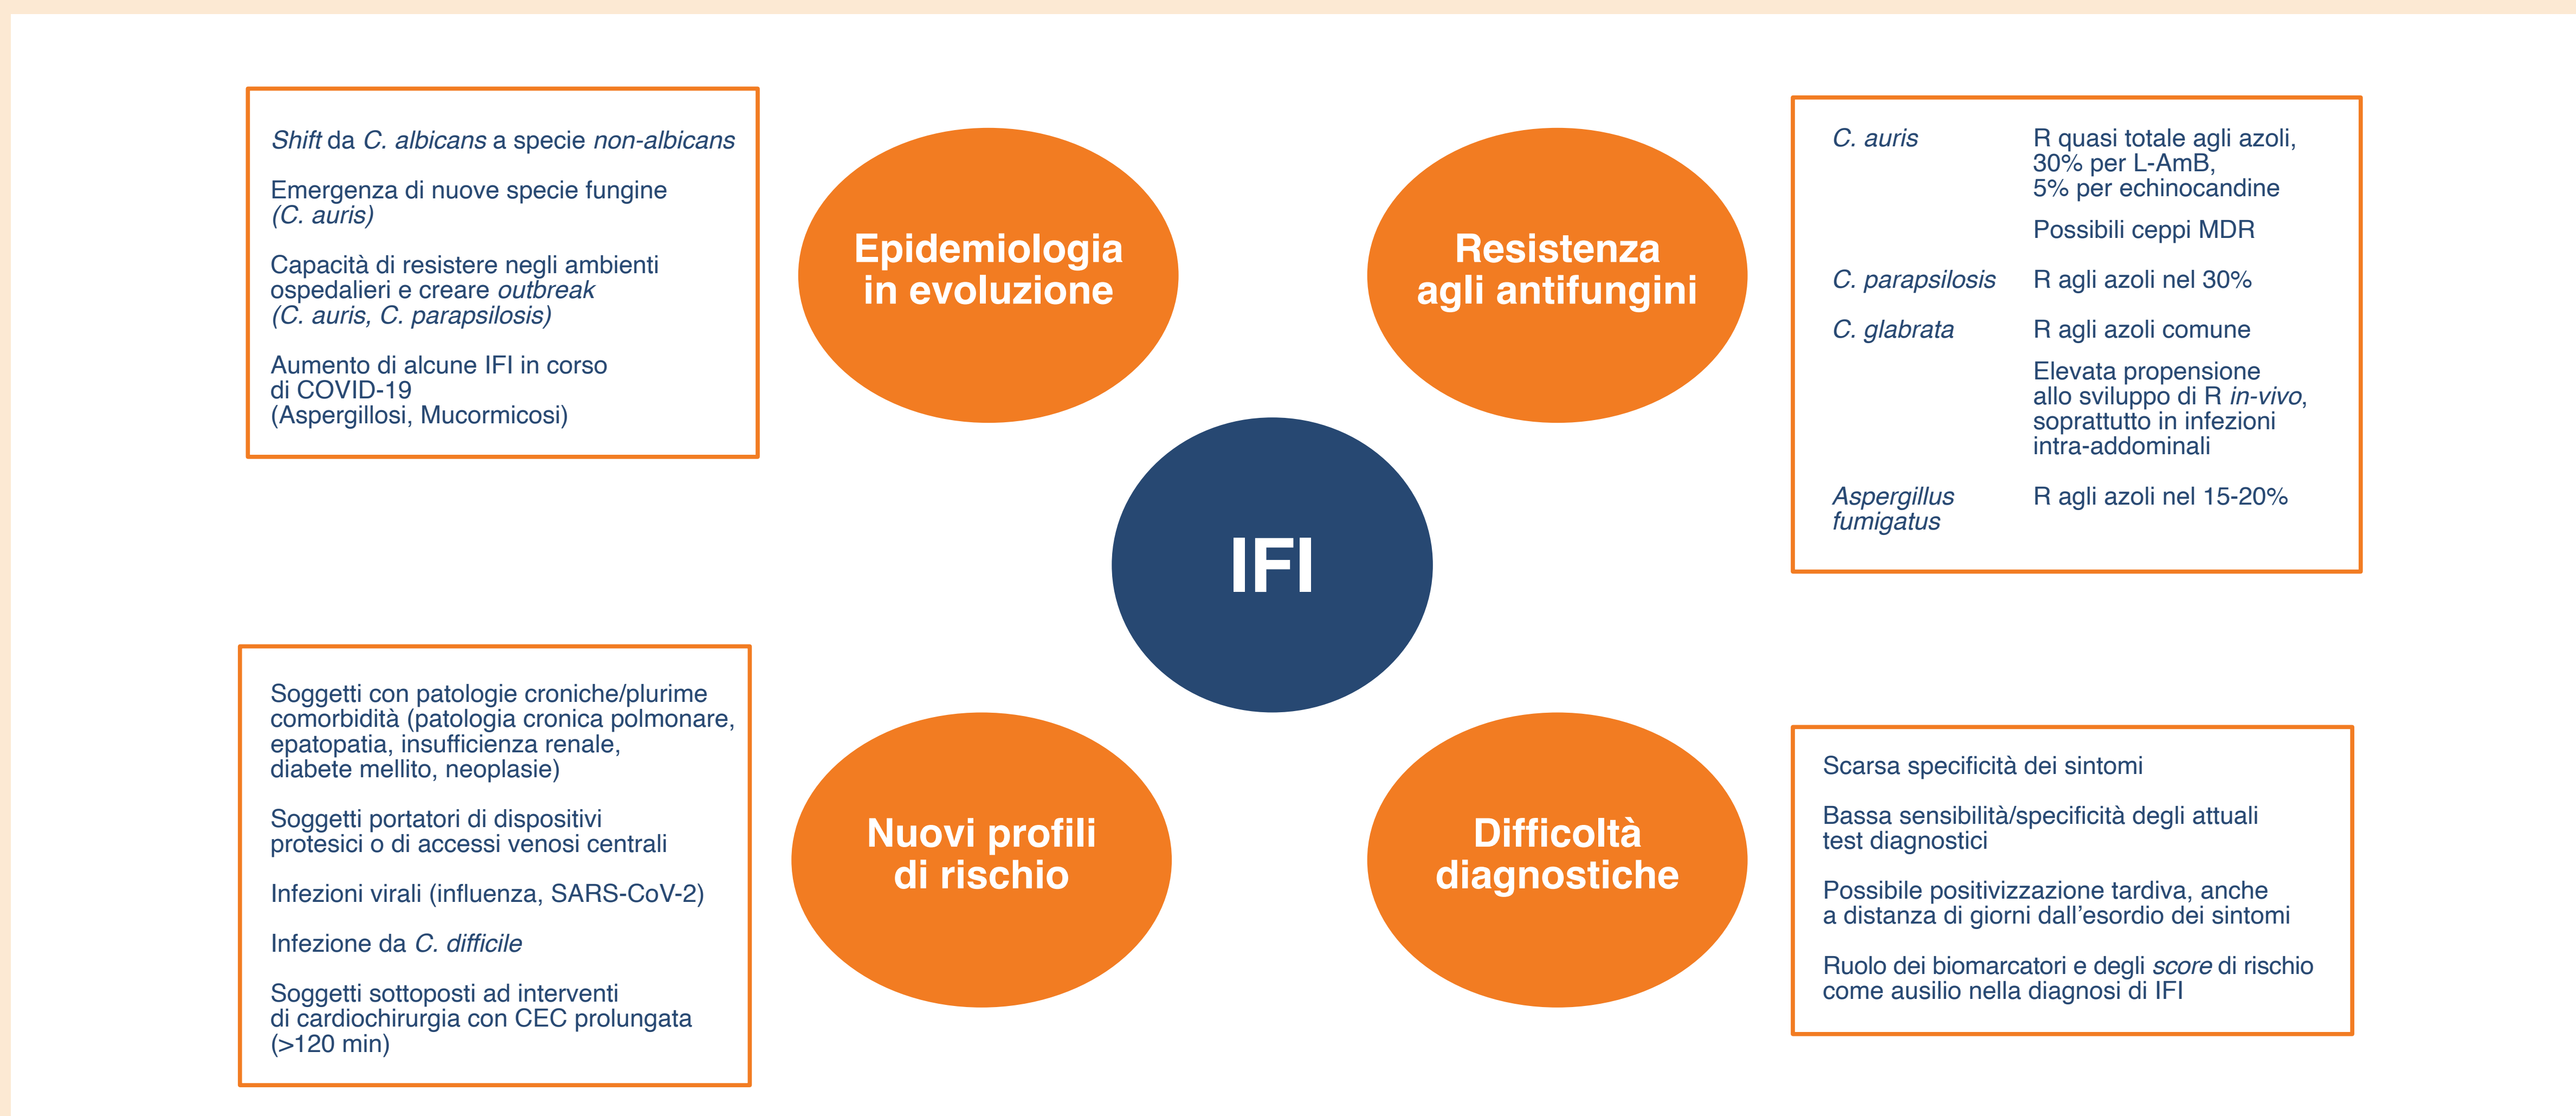 Shift da C. albicans a specie non-albicans
Emergenza di nuove specie fungine
(C. auris)
Capacità di resistere negli ambienti
ospedalieri e creare outbreak
(C. auris, C. parapsilosis)
Aumento di alcune IFI in corso
di COVID-19
(Aspergillosi, Mucormicosi)
Epidemiologia
in evoluzione
Resistenza
agli antifungini
C. auris R quasi totale agli azoli,
30% per L-AmB,
5% per echinocandine
Possibili ceppi MDR
C. parapsilosis R agli azoli nel 30%
C. glabrata R agli azoli comune
Elevata propensione
allo sviluppo di R in-vivo,
soprattutto in infezioni
intra-addominali
Aspergillus R agli azoli nel 15-20%
fumigatus
IFI
Soggetti con patologie croniche/plurime
comorbidità (patologia cronica polmonare,
epatopatia, insufficienza renale,
diabete mellito, neoplasie)
Soggetti portatori di dispositivi
protesici o di accessi venosi centrali
Infezioni virali (influenza, SARS-CoV-2)
Infezione da C. difficile
Soggetti sottoposti ad interventi
di cardiochirurgia con CEC prolungata
(>120 min)
Nuovi profili
di rischio
Difficoltà
diagnostiche
Scarsa specificità dei sintomi
Bassa sensibilità/specificità degli attuali
test diagnostici
Possibile positivizzazione tardiva, anche
a distanza di giorni dall’esordio dei sintomi
Ruolo dei biomarcatori e degli score di rischio
come ausilio nella diagnosi di IFI